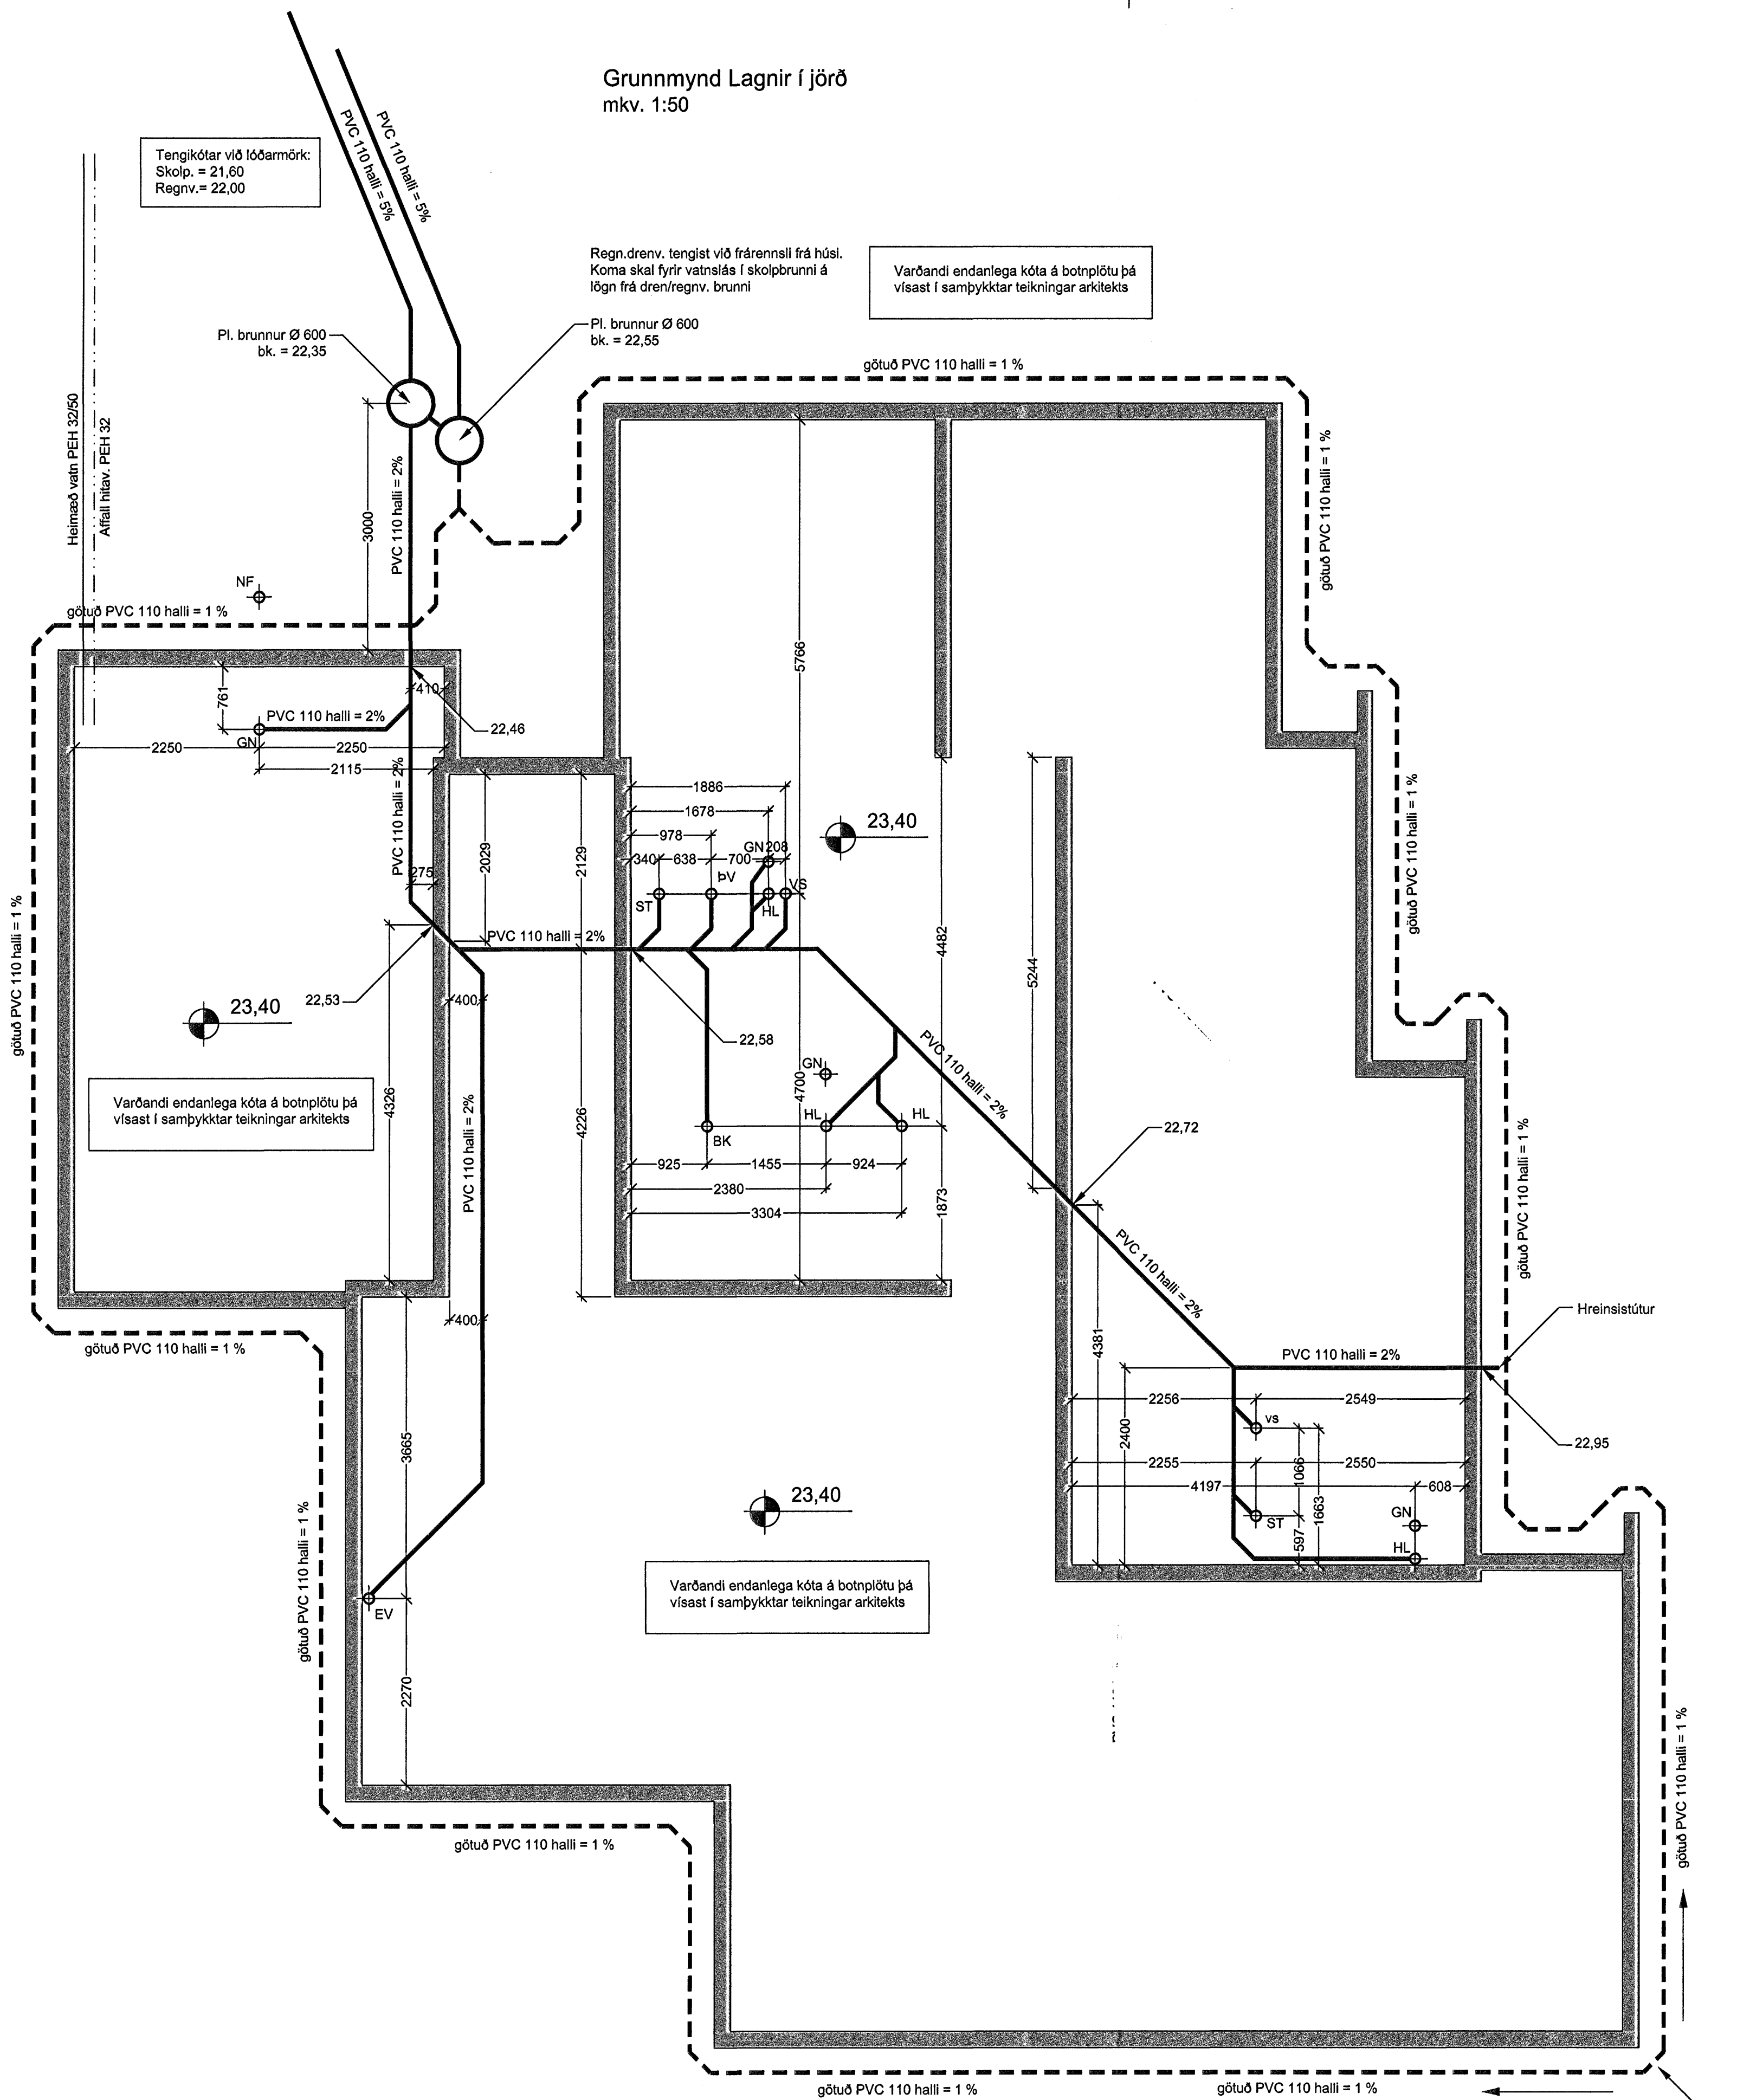 Grunnmynd Lagnir í jörð
mkv. 1:50
PVC 110 halli = 5%
PVC 110 halli = 5%
Tengikótar við lóðarmörk:
Skolp. = 21,60
Regnv.= 22,00
Regn.drenv. tengist við frárennsli frá húsi.
Koma skal fyrir vatnslás í skolpbrunni á
lögn frá dren/regnv. brunni
Varðandi endanlega kóta á botnplötu þá
vísast í samþykktar teikningar arkitekts
Pl. brunnur Ø 600
bk. = 22,35
Pl. brunnur Ø 600
bk. = 22,55
götuð PVC 110 halli = 1 %
Heimæð vatn PEH 32/50
Affall hitav. PEH 32
3000
PVC 110 halli = 2%
götuð PVC 110 halli = 1 %
NF
götuð PVC 110 halli = 1 %
5766
761
410
PVC 110 halli = 2%
GN
22,46
2250
2250
2115
PVC 110 halli = 2%
275
2029
2129
1886
1678
978
GN
208
340
638
700
ÞV
VS
ST
HL
23,40
götuð PVC 110 halli = 1 %
PVC 110 halli = 2%
4482
5244
22,53
400
23,40
götuð PVC 110 halli = 1 %
22,58
PVC 110 halli = 2%
GN
4700
Varðandi endanlega kóta á botnplötu þá
vísast í samþykktar teikningar arkitekts
4326
PVC 110 halli = 2%
4226
HL
HL
BK
22,72
götuð PVC 110 halli = 1 %
925
1455
924
2380
3304
1873
PVC 110 halli = 2%
Hreinsistútur
400
götuð PVC 110 halli = 1 %
4381
PVC 110 halli = 2%
2256
2549
2400
vs
22,95
3665
2255
2550
1066
1663
4197
608
23,40
GN
ST
597
HL
götuð PVC 110 halli = 1 %
Varðandi endanlega kóta á botnplötu þá
vísast í samþykktar teikningar arkitekts
EV
2270
götuð PVC 110 halli = 1 %
götuð PVC 110 halli = 1 %
götuð PVC 110 halli = 1 %
götuð PVC 110 halli = 1 %